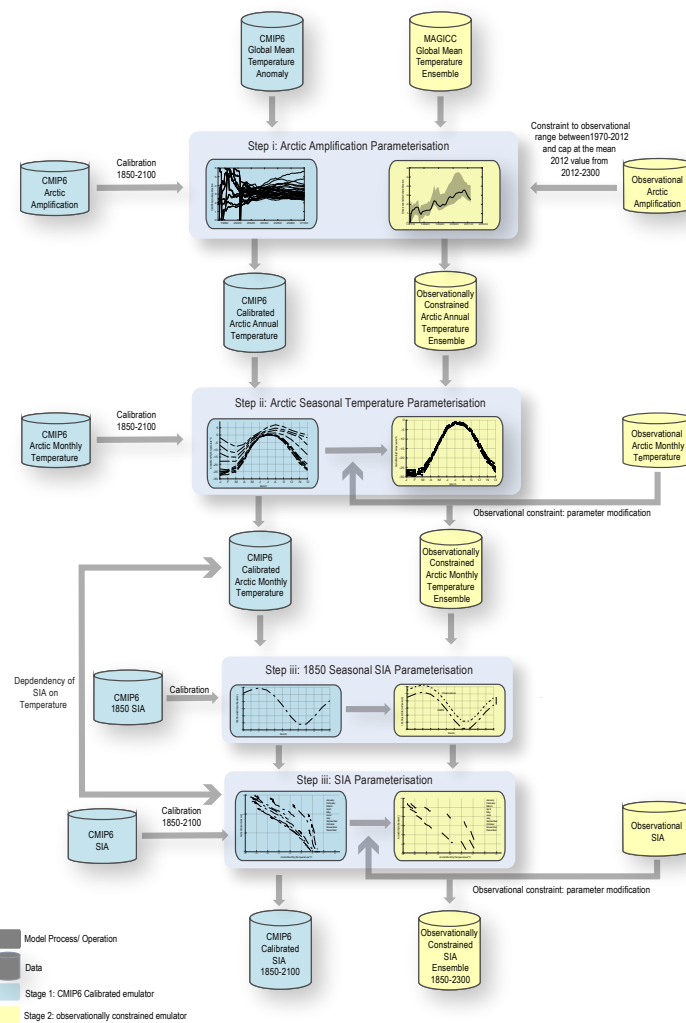 CMIP6
Global Mean
Temperature
Anomaly
MAGICC
Global Mean
Temperature
Ensemble
Constraint to observational
range between1970-2012
and cap at the mean
2012 value from
2012-2300
Step i: Arctic Amplification Parameterisation
Calibration
1850-2100
CMIP6
Arctic
Amplification
Observational
Arctic
Amplification
CMIP6
Calibrated
Arctic Annual
Temperature
Observationally
Constrained
Arctic Annual
Temperature
Ensemble
Step ii: Arctic Seasonal Temperature Parameterisation
Calibration
1850-2100
CMIP6
Arctic Monthly
Temperature
Observational
Arctic Monthly
Temperature
Observational constraint: parameter modification
CMIP6
Calibrated
Arctic Monthly
Temperature
Observationally
Constrained
Arctic Monthly
Temperature
Ensemble
Depdendency of
SIA on
Temperature
Step iii: 1850 Seasonal SIA Parameterisation
CMIP6
1850 SIA
Calibration
Step iii: SIA Parameterisation
Calibration
1850-2100
CMIP6
SIA
Observational
SIA
Observational constraint: parameter modification
CMIP6
Calibrated
SIA
1850-2100
Observationally
Constrained
SIA
Ensemble
1850-2300
Model Process/ Operation
Data
Stage 1: CMIP6 Calibrated emulator
Stage 2: observationally constrained emulator